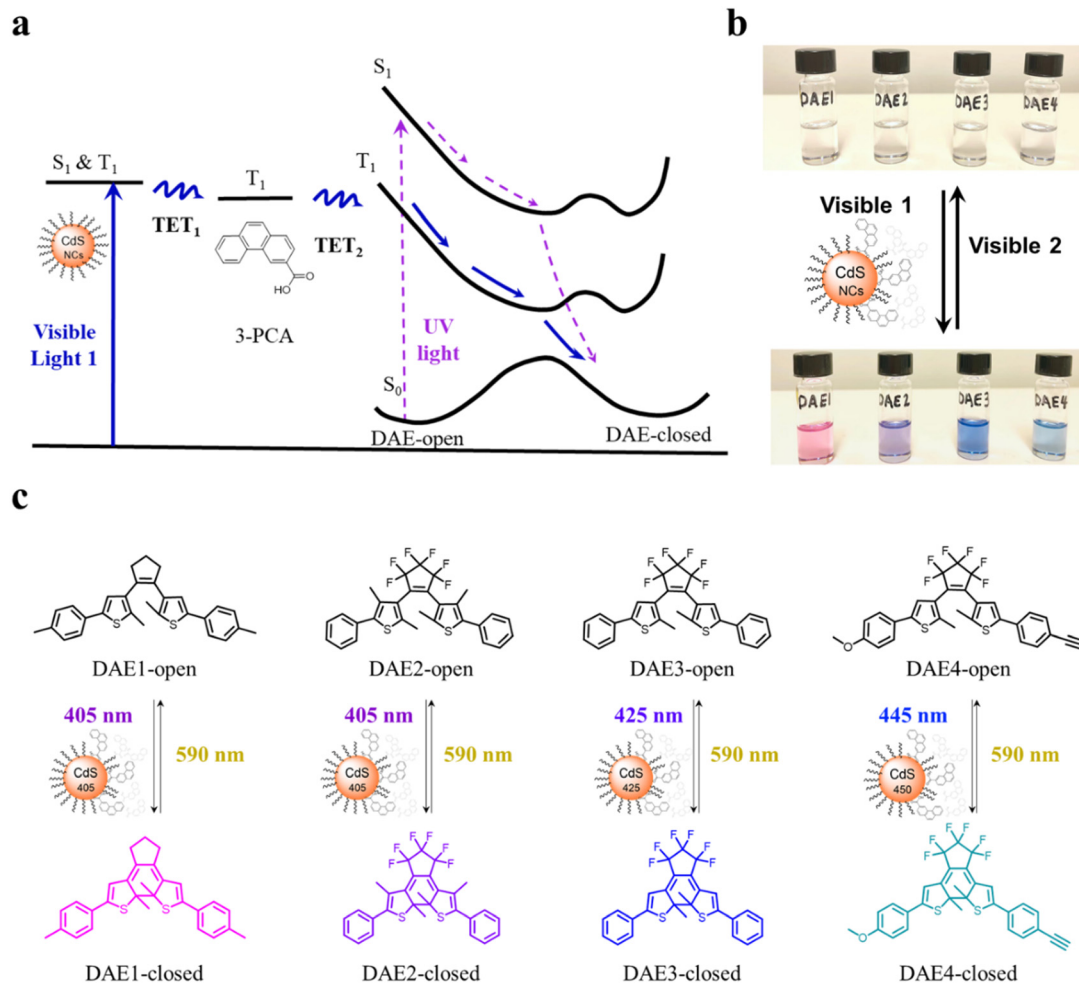 a
S1
S1 & T1
T1
T1
TET1
TET2
CdS
NCs
O
HO
3-PCA
Visible
Light 1
UV
light
S0
DAE-open
DAE-closed
b
DAE1 DAE2 DAE3 DAE4
Visible 1
Visible 2
CdS
NCs
DAE1 DAE2 DAE3 DAE4
c
F F F F F F
F F F F F F
F F F F F F
S S
S S
S S
O S S
DAE1-open DAE2-open DAE3-open DAE4-open
405 nm 405 nm 425 nm 445 nm
590 nm 590 nm 590 nm 590 nm
CdS CdS CdS CdS
405 405 425 450
F F F F F F
F F F F F F
F F F F F F
S S
S S
S S
O S S
DAE1-closed DAE2-closed DAE3-closed DAE4-closed